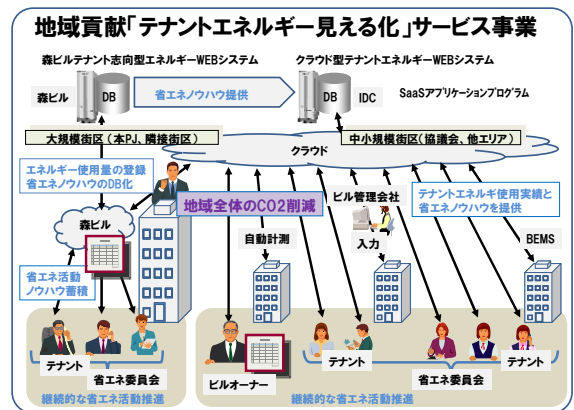 地域貢献「テナントエネルギー見える化」サービス事業
森ビルテナント志向型エネルギーWEBシステム
クラウド型テナントエネルギーWEBシステム
森ビル
DB
省エネノウハウ提供
DB
IDC
SaaSアプリケーションプログラム
大規模街区（本PJ、隣接街区）
中小規模街区（協議会、他エリア）
クラウド
エネルギー使用量の登録
省エネノウハウのDB化
地域全体のCO2削減
ビル管理会社
テナントエネルギ使用実績と
省エネノウハウを提供
森ビル
自動計測
入力
BEMS
省エネ活動
ノウハウ蓄積
テナント
省エネ委員会
継続的な省エネ活動推進
ビルオーナー
テナント
省エネ委員会
テナント
継続的な省エネ活動推進